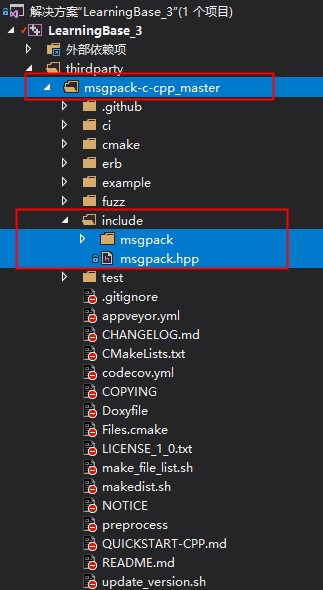 解决方案"LearningBase_3"(1 个项目)
LearningBase_3
外部依赖项
thirdparty
msgpack-c-cpp_master
.github
ci
cmake
erb
example
fuzz
include
msgpack
msgpack.hpp
test
.gitignore
appveyor.yml
CHANGELOG.md
CMakeLists.txt
codecov.yml
COPYING
Doxyfile
Files.cmake
LICENSE_1_0.txt
make_file_list.sh
makedist.sh
NOTICE
preprocess
QUICKSTART-CPP.md
README.md
update_version.sh